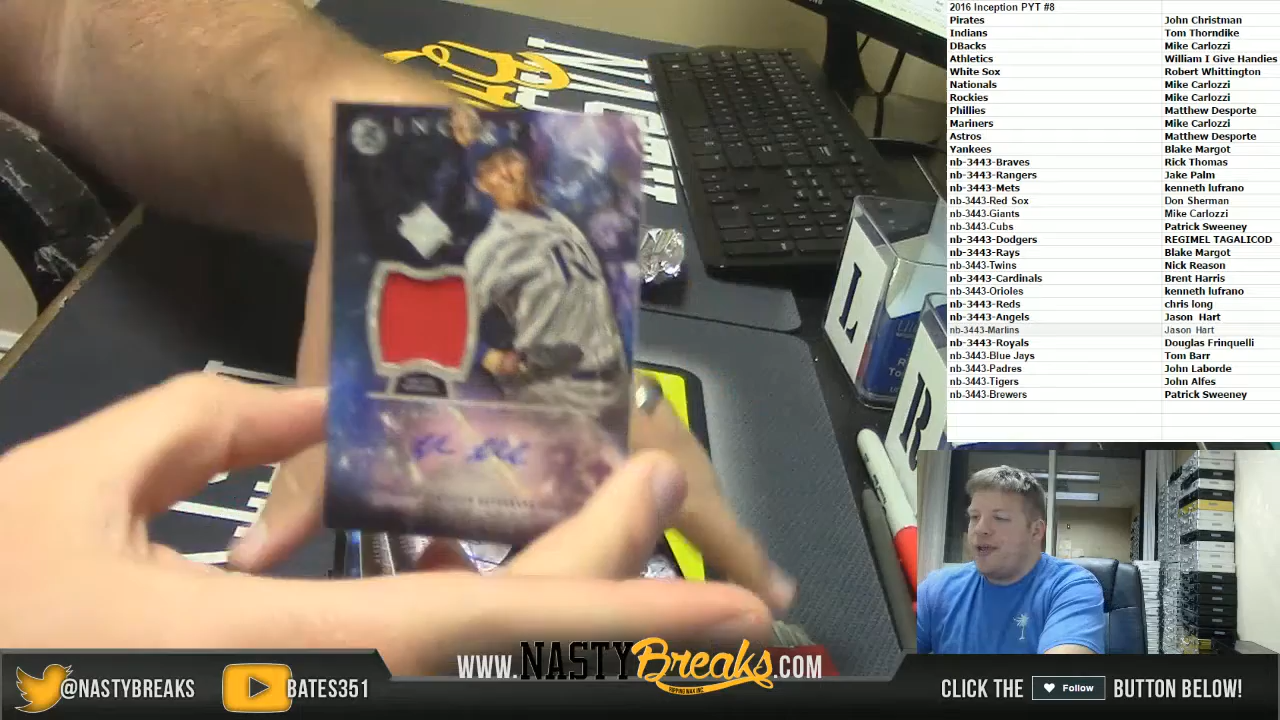 2016 Inception PYT #8
Pirates John Christman
Indians Tom Thorndike
DBacks Mike Carlozzi
Athletics William I Give Handies
White Sox Robert Whittington
Nationals Mike Carlozzi
Rockies Mike Carlozzi
Phillies Matthew Desporte
Mariners Mike Carlozzi
Astros Matthew Desporte
Yankees Blake Margot
nb-3443-Braves Rick Thomas
nb-3443-Rangers Jake Palm
nb-3443-Mets kenneth lufrano
nb-3443-Red Sox Don Sherman
nb-3443-Giants Mike Carlozzi
nb-3443-Cubs Patrick Sweeney
nb-3443-Dodgers REGIMEL TAGALICOD
nb-3443-Rays Blake Margot
nb-3443-Twins Nick Reason
nb-3443-Cardinals Brent Harris
nb-3443-Orioles kenneth lufrano
nb-3443-Reds chris long
nb-3443-Angels Jason Hart
nb-3443-Marlins Jason Hart
nb-3443-Royals Douglas Frinquelli
nb-3443-Blue Jays Tom Barr
nb-3443-Padres John Laborde
nb-3443-Tigers John Alfes
nb-3443-Brewers Patrick Sweeney
L
R
@NASTYBREAKS
BATES351
WWW.NASTYBreaks.COM
CLICK THE Follow BUTTON BELOW!